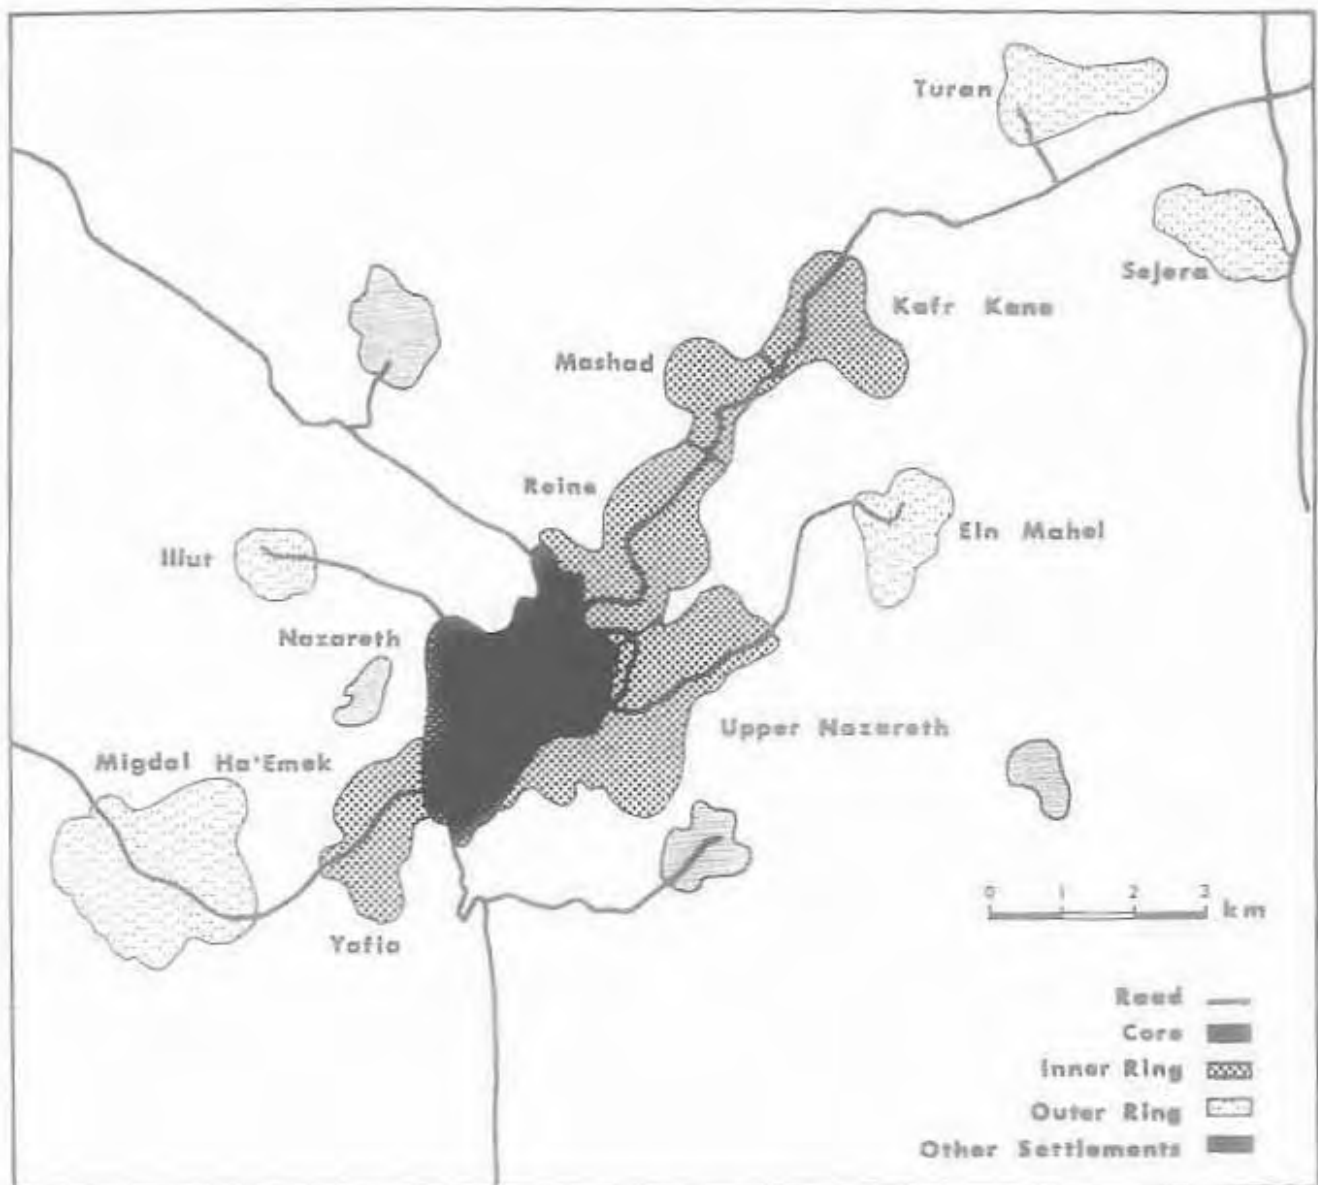 Turan
Sejera
Kafr Kana
Mashad
Reine
Ein Mahel
Illut
Nazareth
Upper Nazareth
Migdal Ha'Emek
Yafia
0 1 2 3 km
Road
Core
Inner Ring
Outer Ring
Other Settlements